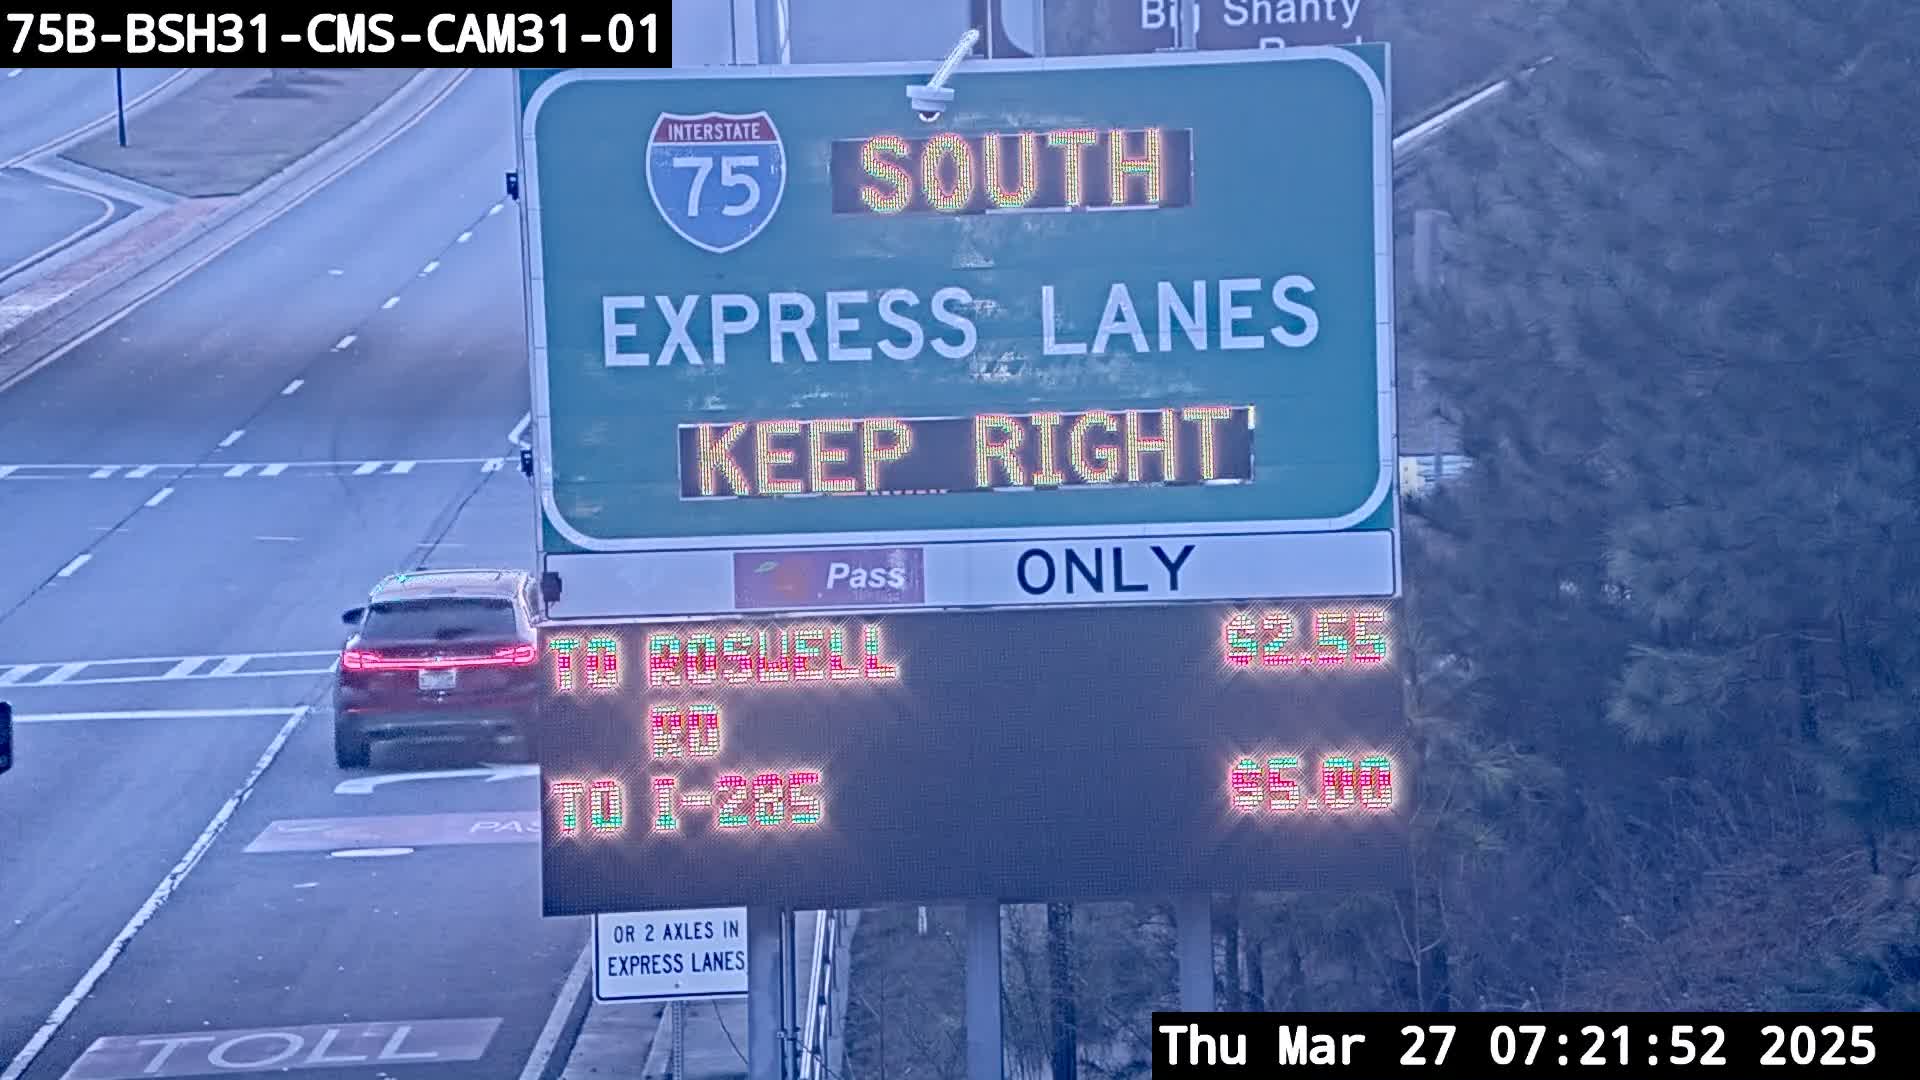 75B-BSH31-CMS-CAM31-01
Big Shanty
INTERSTATE
75
SOUTH
EXPRESS LANES
KEEP RIGHT
Pass
ONLY
TO ROSWELL $2.55
RD
TO I-285 $5.00
OR 2 AXLES IN
EXPRESS LANES
TOLL
Thu Mar 27 07:21:52 2025